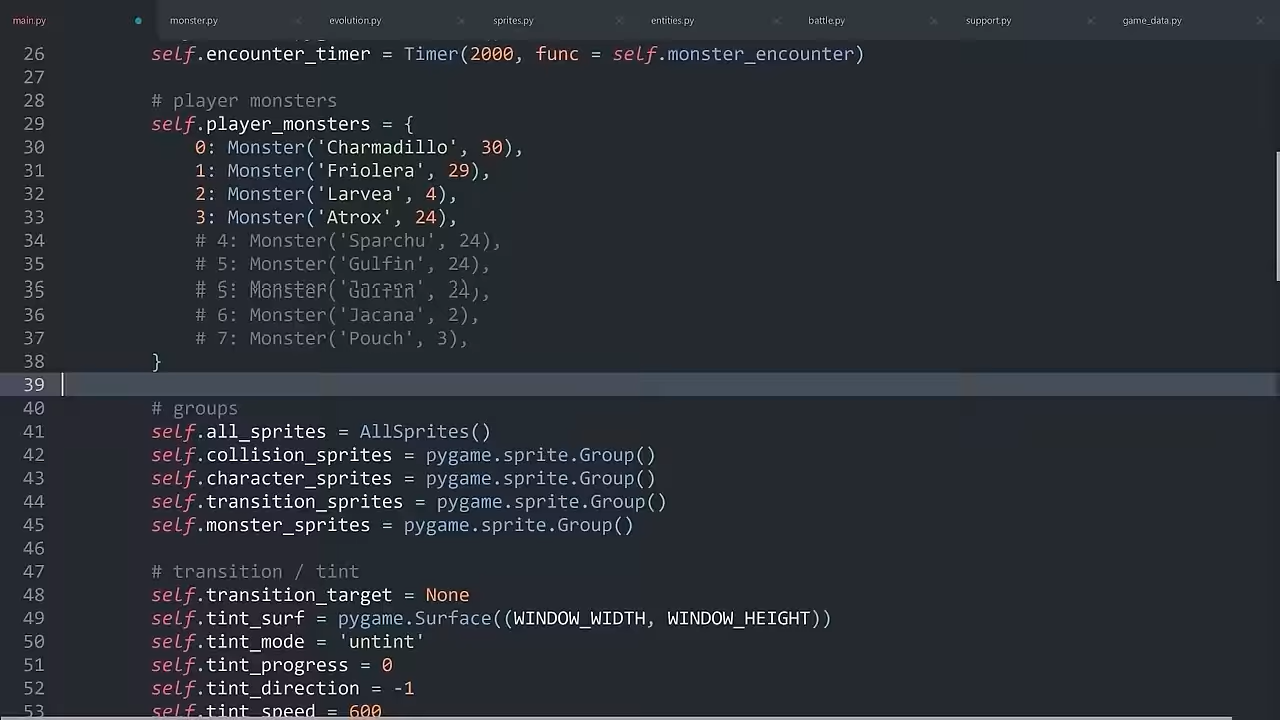 main.py monster.py evolution.py sprites.py entities.py battle.py support.py game_data.py
26 self.encounter_timer = Timer(2000, func = self.monster_encounter)
27
28 # player monsters
29 self.player_monsters = {
30 0: Monster('Charmadillo', 30),
31 1: Monster('Friolera', 29),
32 2: Monster('Larvea', 4),
33 3: Monster('Atrox', 24),
34 # 4: Monster('Sparchu', 24),
35 # 5: Monster('Gulfin', 24),
35 # 5: Monster(
36 # 6: Monster('Jacana', 2),
37 # 7: Monster('Pouch', 3),
38 }
39
40 # groups
41 self.all_sprites = AllSprites()
42 self.collision_sprites = pygame.sprite.Group()
43 self.character_sprites = pygame.sprite.Group()
44 self.transition_sprites = pygame.sprite.Group()
45 self.monster_sprites = pygame.sprite.Group()
46
47 # transition / tint
48 self.transition_target = None
49 self.tint_surf = pygame.Surface((WINDOW_WIDTH, WINDOW_HEIGHT))
50 self.tint_mode = 'untint'
51 self.tint_progress = 0
52 self.tint_direction = -1
53 self.tint_speed = 600